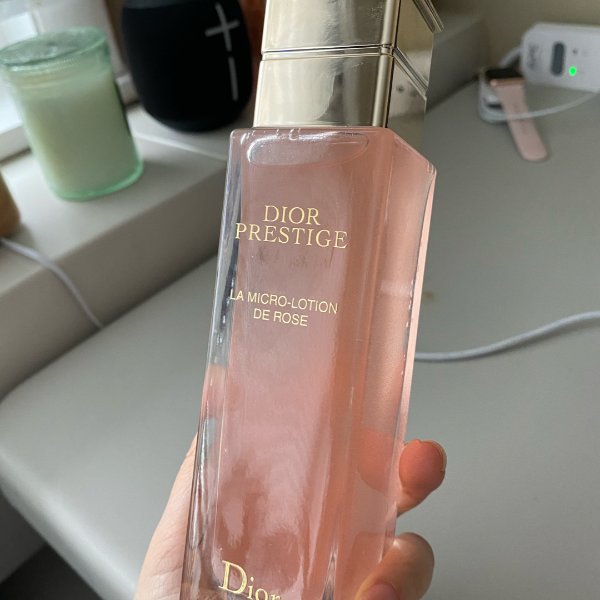 DIOR
PRESTIGE
LA MICRO-LOTION
DE ROSE
Dior